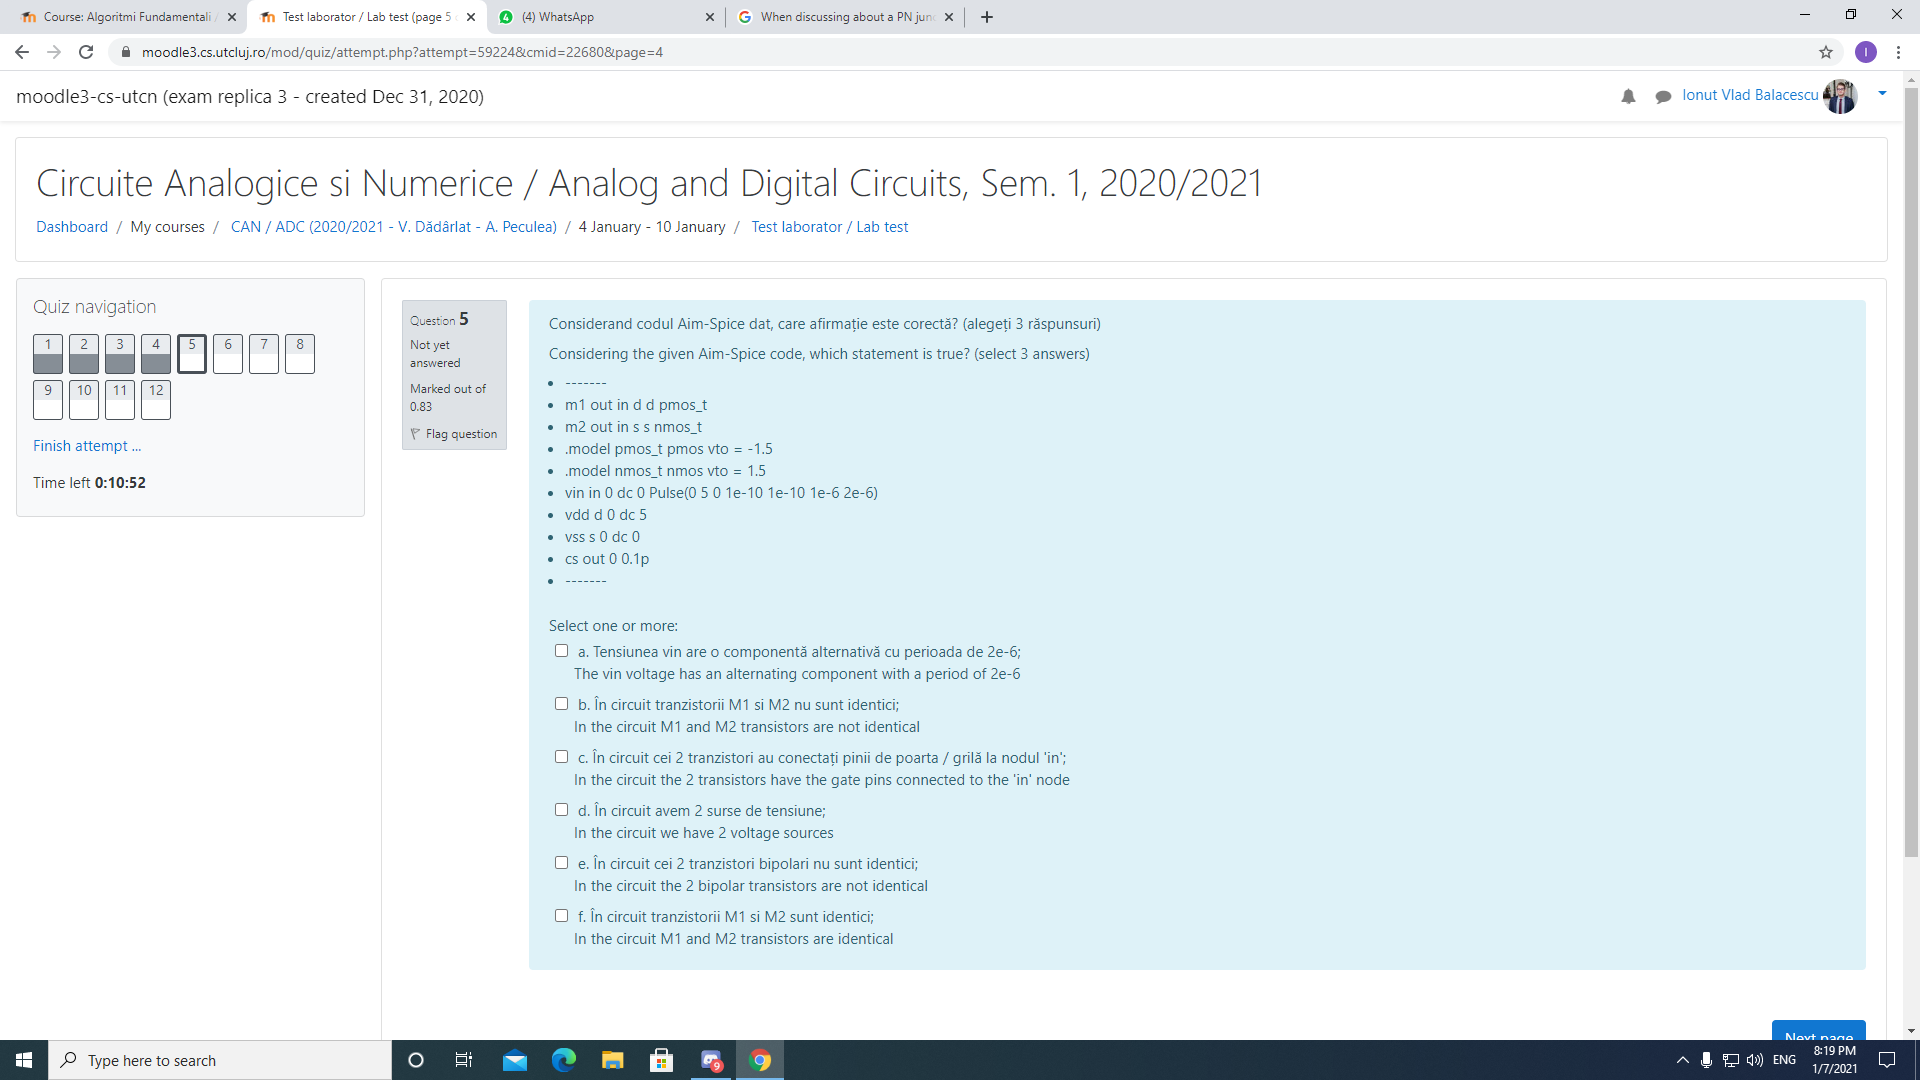 Course: Algoritmi Fundamentali /
Test laborator / Lab test (page 5 o
(4) WhatsApp
When discussing about a PN junc
moodle3.cs.utcluj.ro/mod/quiz/attempt.php?attempt=59224&cmid=22680&page=4
I
moodle3-cs-utcn (exam replica 3 - created Dec 31, 2020)
Ionut Vlad Balacescu
Circuite Analogice si Numerice / Analog and Digital Circuits, Sem. 1, 2020/2021
Dashboard / My courses / CAN / ADC (2020/2021 - V. Dădârlat - A. Peculea) / 4 January - 10 January / Test laborator / Lab test
Quiz navigation
1 2 3 4 5 6 7 8
9 10 11 12
Finish attempt ...
Time left 0:10:52
Question 5
Not yet
answered
Marked out of
0.83
Flag question
Considerand codul Aim-Spice dat, care afirmație este corectă? (alegeți 3 răspunsuri)
Considering the given Aim-Spice code, which statement is true? (select 3 answers)
• -------
• m1 out in d d pmos_t
• m2 out in s s nmos_t
• .model pmos_t pmos vto = -1.5
• .model nmos_t nmos vto = 1.5
• vin in 0 dc 0 Pulse(0 5 0 1e-10 1e-10 1e-6 2e-6)
• vdd d 0 dc 5
• vss s 0 dc 0
• cs out 0 0.1p
• -------
Select one or more:
a. Tensiunea vin are o componentă alternativă cu perioada de 2e-6;
The vin voltage has an alternating component with a period of 2e-6
b. În circuit tranzistorii M1 si M2 nu sunt identici;
In the circuit M1 and M2 transistors are not identical
c. În circuit cei 2 tranzistori au conectați pinii de poarta / grilă la nodul 'in';
In the circuit the 2 transistors have the gate pins connected to the 'in' node
d. În circuit avem 2 surse de tensiune;
In the circuit we have 2 voltage sources
e. În circuit cei 2 tranzistori bipolari nu sunt identici;
In the circuit the 2 bipolar transistors are not identical
f. În circuit tranzistorii M1 si M2 sunt identici;
In the circuit M1 and M2 transistors are identical
Next page
Type here to search
9
ENG
8:19 PM
1/7/2021